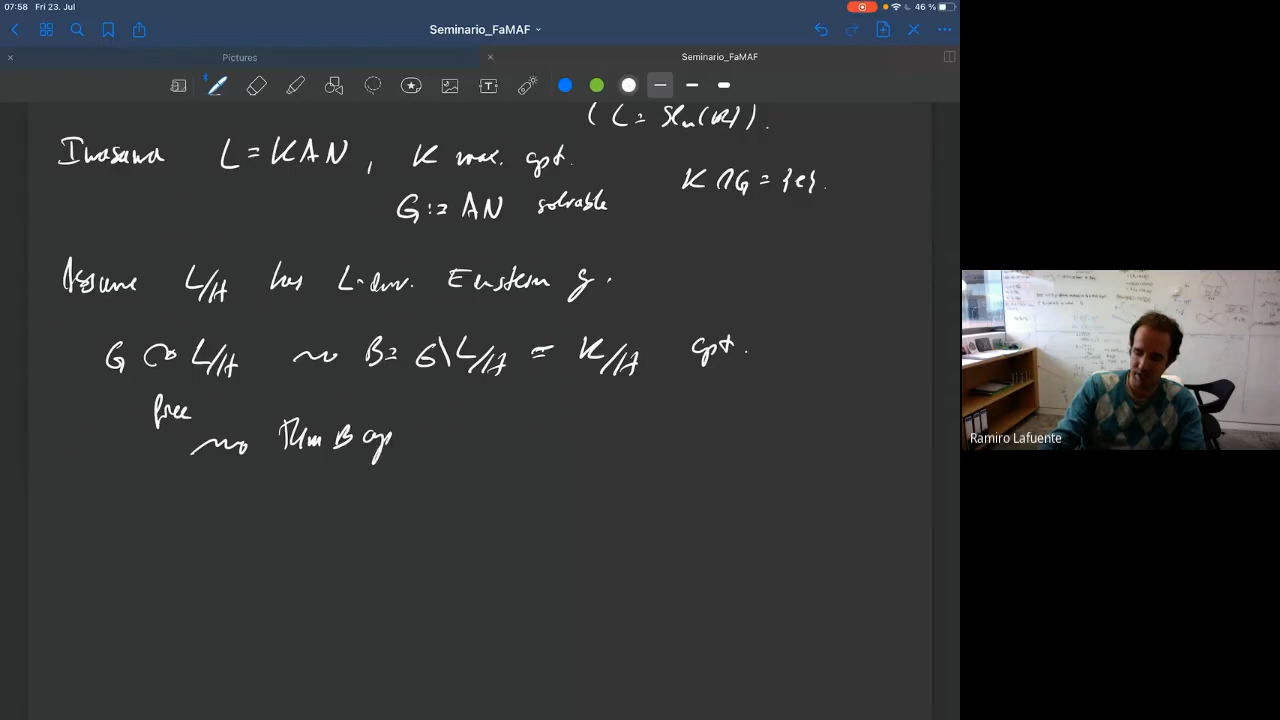 07:58 Fri 23. Jul
46 %
Seminario_FaMAF
Pictures
Seminario_FaMAF
( L = Sln(R)).
Iwasawa L = KAN, K max. cpt.
K ∩ G = {e}.
G := AN solvable
Assume L/H has L-inv. Einstein g.
G ↷ L/H ⇝ B = G\L/H = K/H cpt.
free
⇝ Thm B ap
Ramiro Lafuente